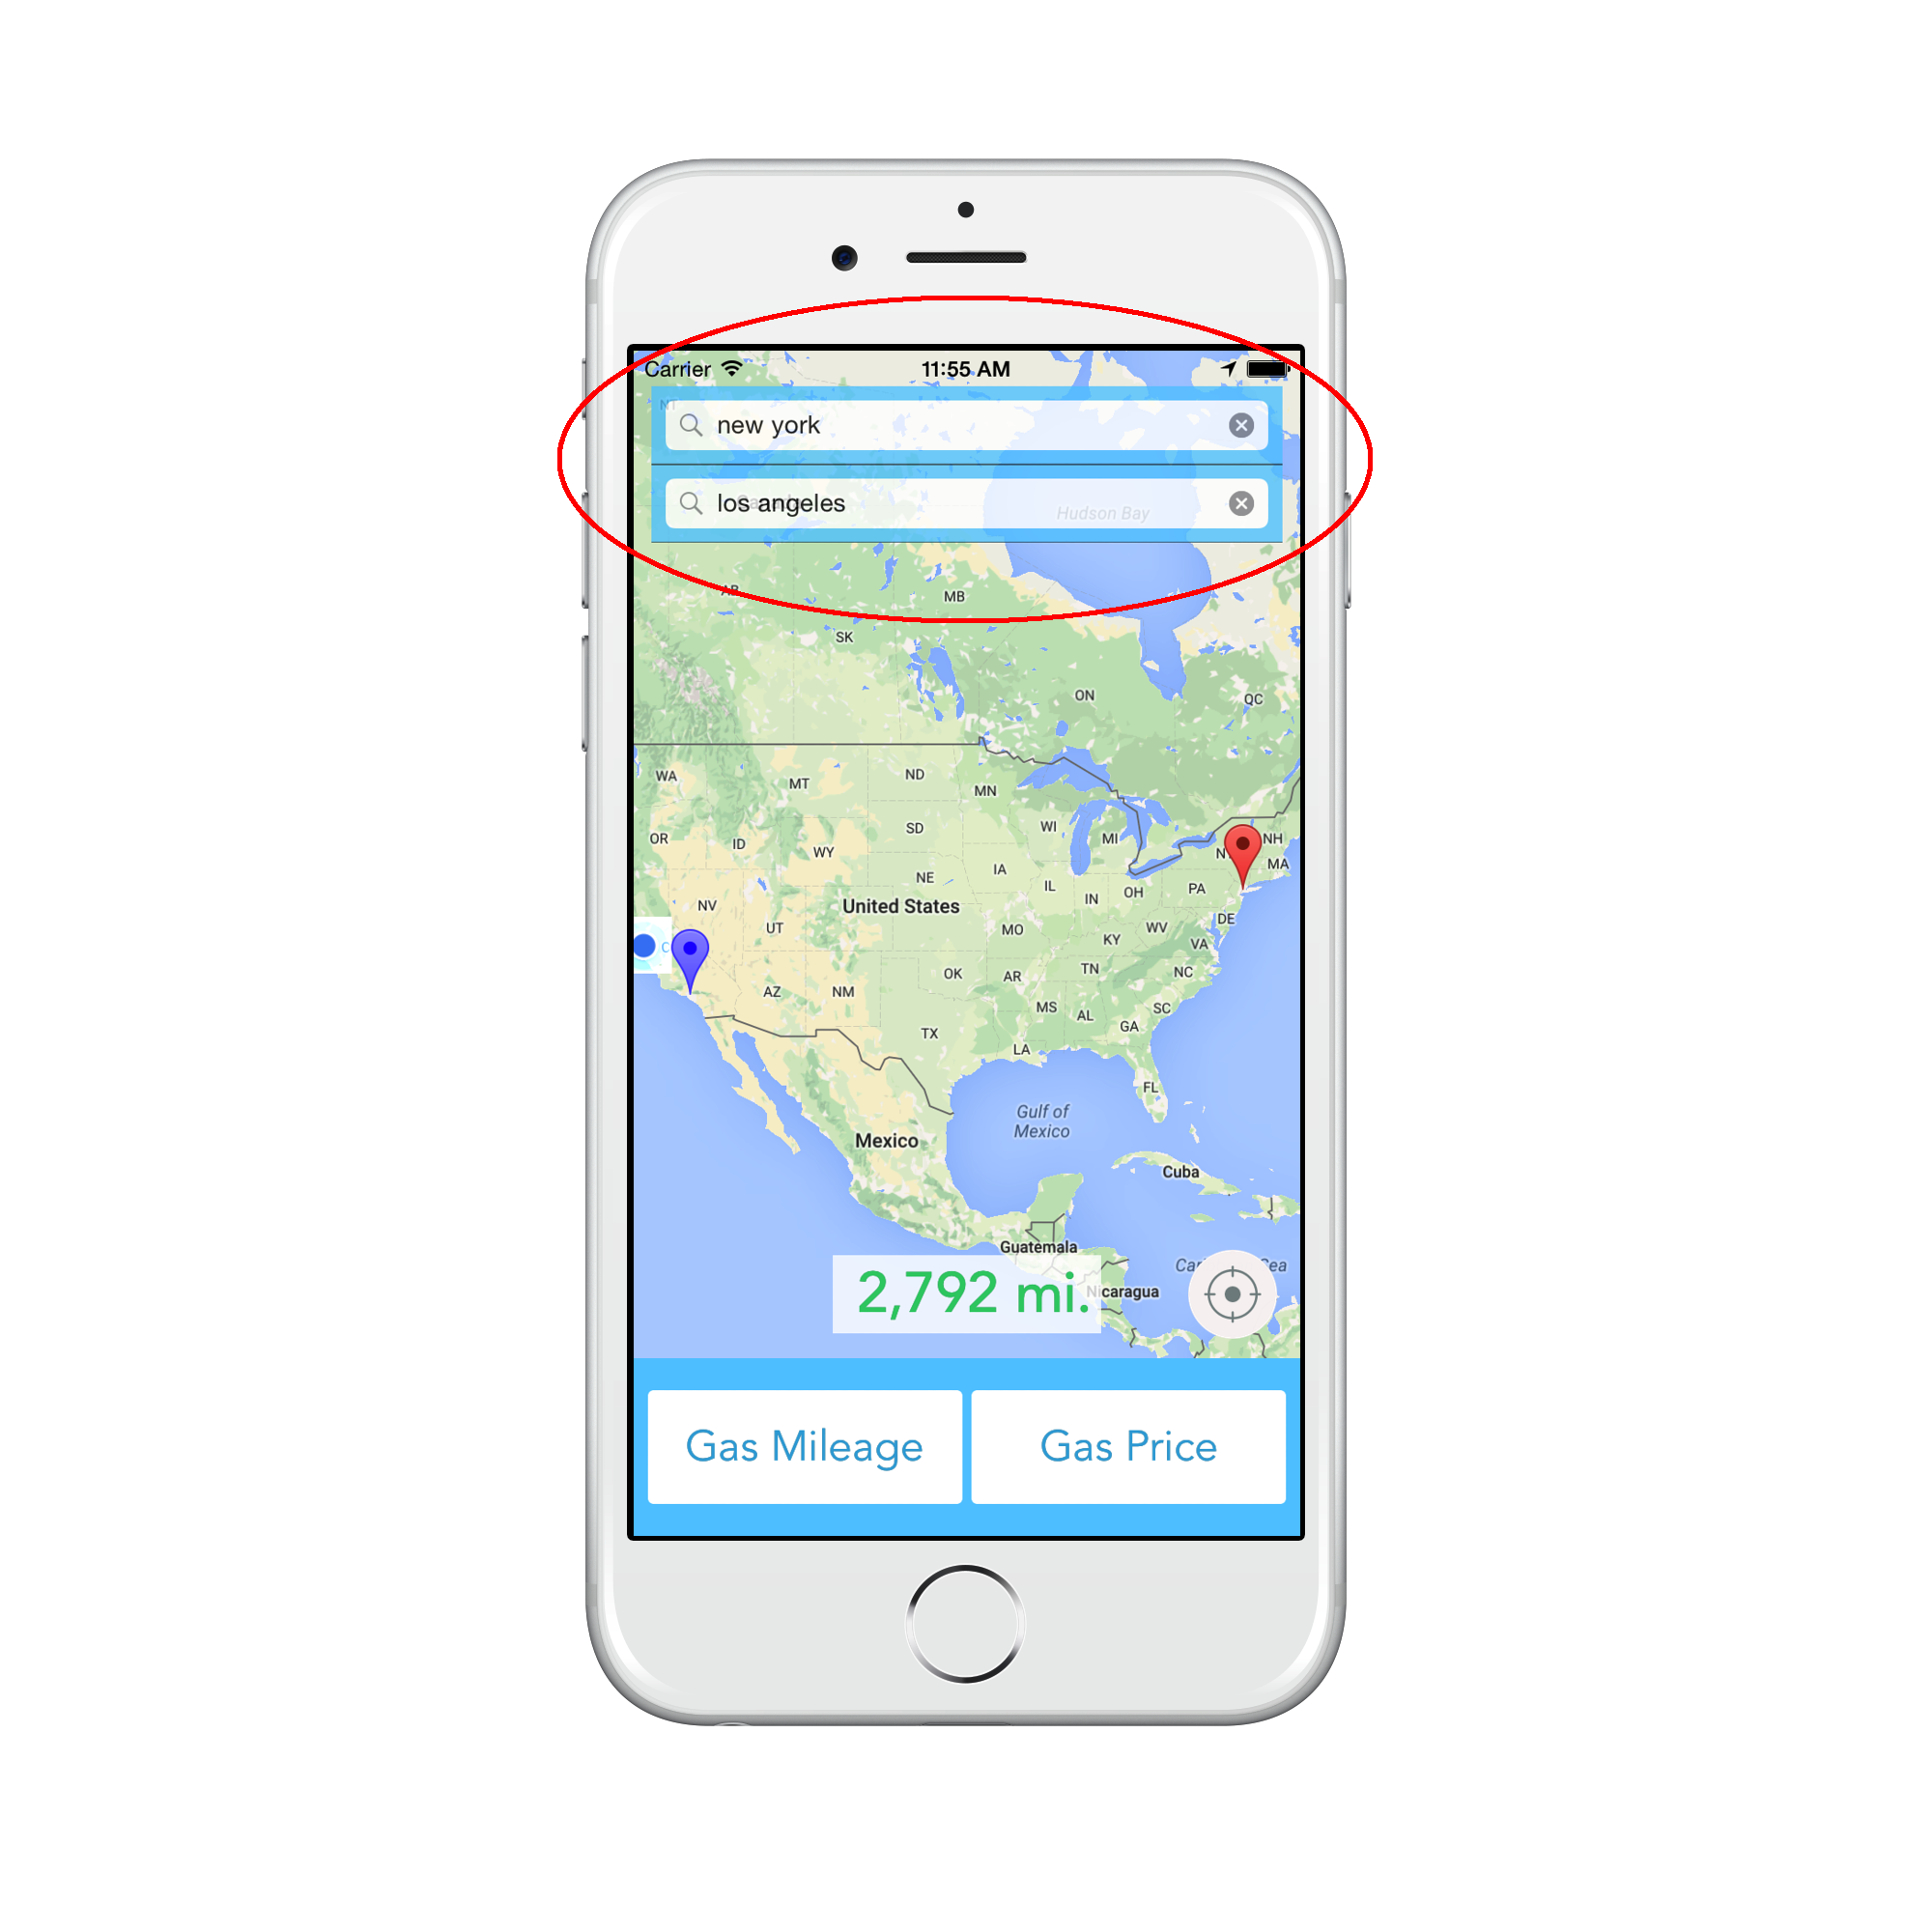 Carrier 11:55 AM
new york
los angeles
Hudson Bay
AB
MB
SK
ON
QC
WA
MT
ND
MN
OR
ID
SD
WI
MI
NH
WY
NY
MA
NE
IA
IL
IN
OH
PA
NV
United States
UT
MO
KY
WV
DE
VA
OK
AR
TN
NC
AZ
NM
MS
AL
SC
GA
TX
LA
FL
Gulf of
Mexico
Mexico
Cuba
Guatemala
2,792 mi.
Nicaragua
Gas Mileage
Gas Price